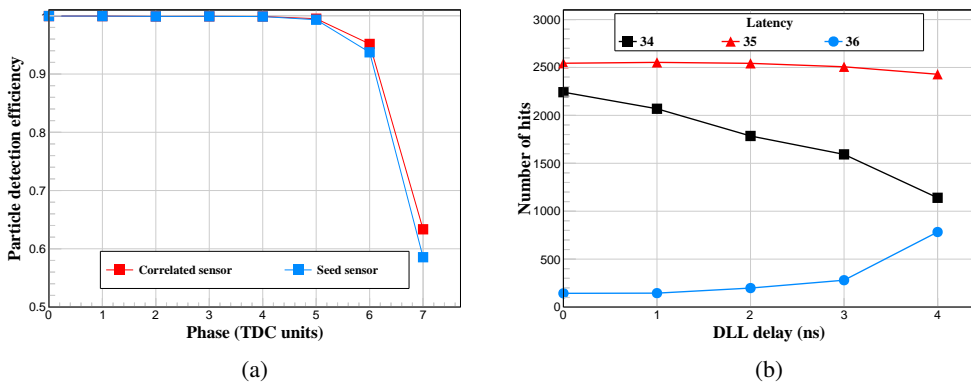 Particle detection efficiency
1
0.9
0.8
0.7
0.6
0.5
Correlated sensor
Seed sensor
0 1 2 3 4 5 6 7
Phase (TDC units)
(a)
Number of hits
3000
2500
2000
1500
1000
500
0
Latency
34 35 36
0 1 2 3 4
DLL delay (ns)
(b)